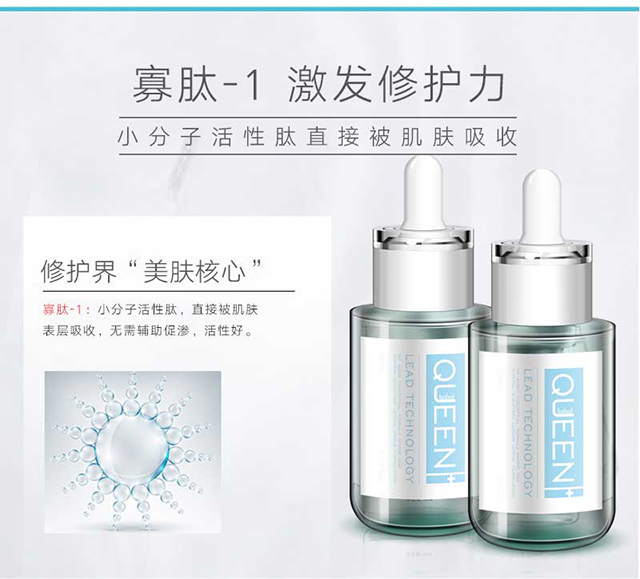 寡肽-1 激发修护力
小分子活性肽直接被肌肤吸收
修护界“美肤核心”
寡肽-1：小分子活性肽，直接被肌肤
表层吸收，无需辅助促渗，活性好。
QUEEN+
LEAD TECHNOLOGY
QUEEN+
LEAD TECHNOLOGY